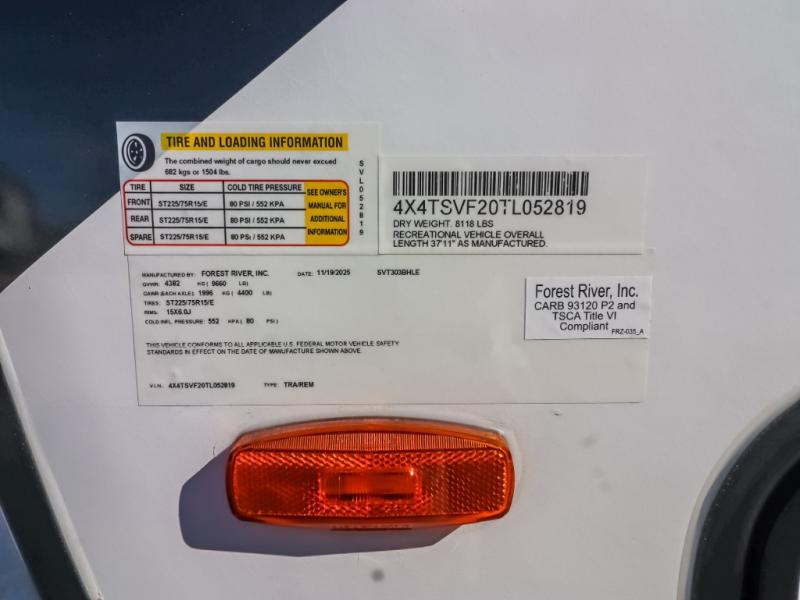 TIRE AND LOADING INFORMATION
The combined weight of cargo should never exceed
682 kgs or 1504 lbs.
TIRE SIZE COLD TIRE PRESSURE
FRONT ST225/75R15/E 80 PSI / 552 KPA
REAR ST225/75R15/E 80 PSI / 552 KPA
SPARE ST225/75R15/E 80 PSI / 552 KPA
SEE OWNER'S
MANUAL FOR
ADDITIONAL
INFORMATION
SVL052819
4X4TSVF20TL052819
DRY WEIGHT. 8118 LBS
RECREATIONAL VEHICLE OVERALL
LENGTH 37'11" AS MANUFACTURED.
MANUFACTURED BY: FOREST RIVER, INC. DATE: 11/19/2025 SVT303BHLE
GVWR: 4382 KG ( 9660 LB)
GAWR (EACH AXLE) 1996 KG ( 4400 LB)
TIRES: ST225/75R15/E
RIMS: 15X6.0J
COLD INFL. PRESSURE: 552 KPA ( 80 PSI )
THIS VEHICLE CONFORMS TO ALL APPLICABLE U.S. FEDERAL MOTOR VEHICLE SAFETY
STANDARDS IN EFFECT ON THE DATE OF MANUFACTURE SHOWN ABOVE.
V.I.N.: 4X4TSVF20TL052819 TYPE: TRA/REM
Forest River, Inc.
CARB 93120 P2 and
TSCA Title VI
Compliant
FRZ-035_A